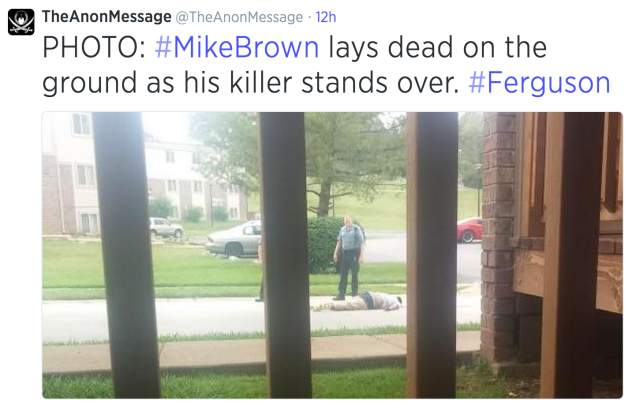 TheAnonMessage @TheAnonMessage · 12h
PHOTO: #MikeBrown lays dead on the
ground as his killer stands over. #Ferguson